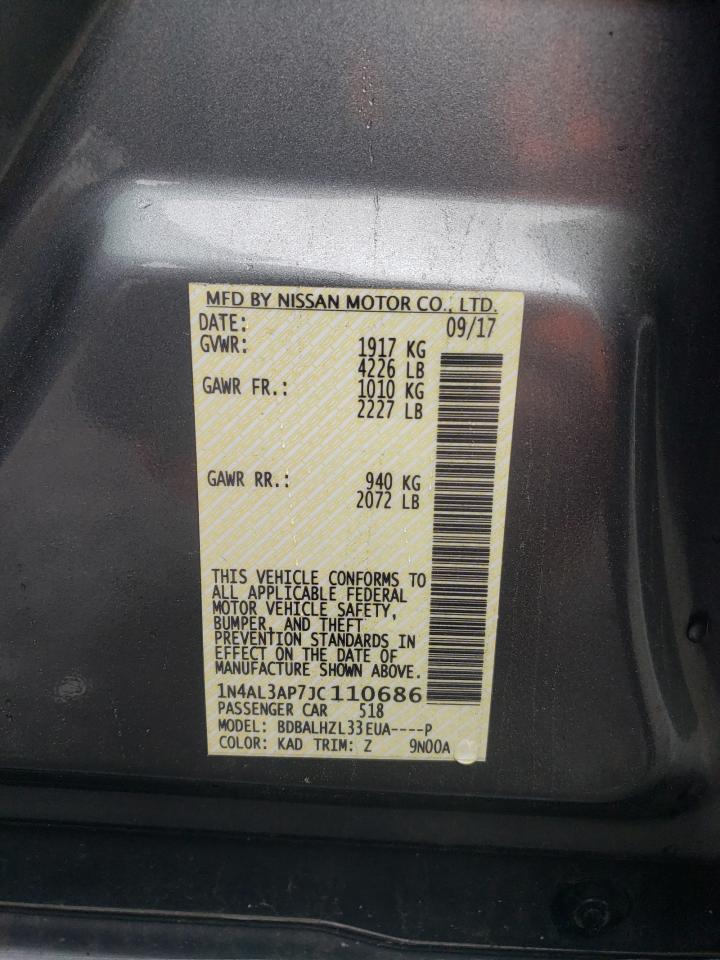 MFD BY NISSAN MOTOR CO., LTD.
DATE: 09/17
GVWR: 1917 KG
4226 LB
GAWR FR.: 1010 KG
2227 LB
GAWR RR.: 940 KG
2072 LB
THIS VEHICLE CONFORMS TO
ALL APPLICABLE FEDERAL
MOTOR VEHICLE SAFETY,
BUMPER, AND THEFT
PREVENTION STANDARDS IN
EFFECT ON THE DATE OF
MANUFACTURE SHOWN ABOVE.
1N4AL3AP7JC110686
PASSENGER CAR 518
MODEL: BDBALHZL33EUA----P
COLOR: KAD TRIM: Z 9N00A